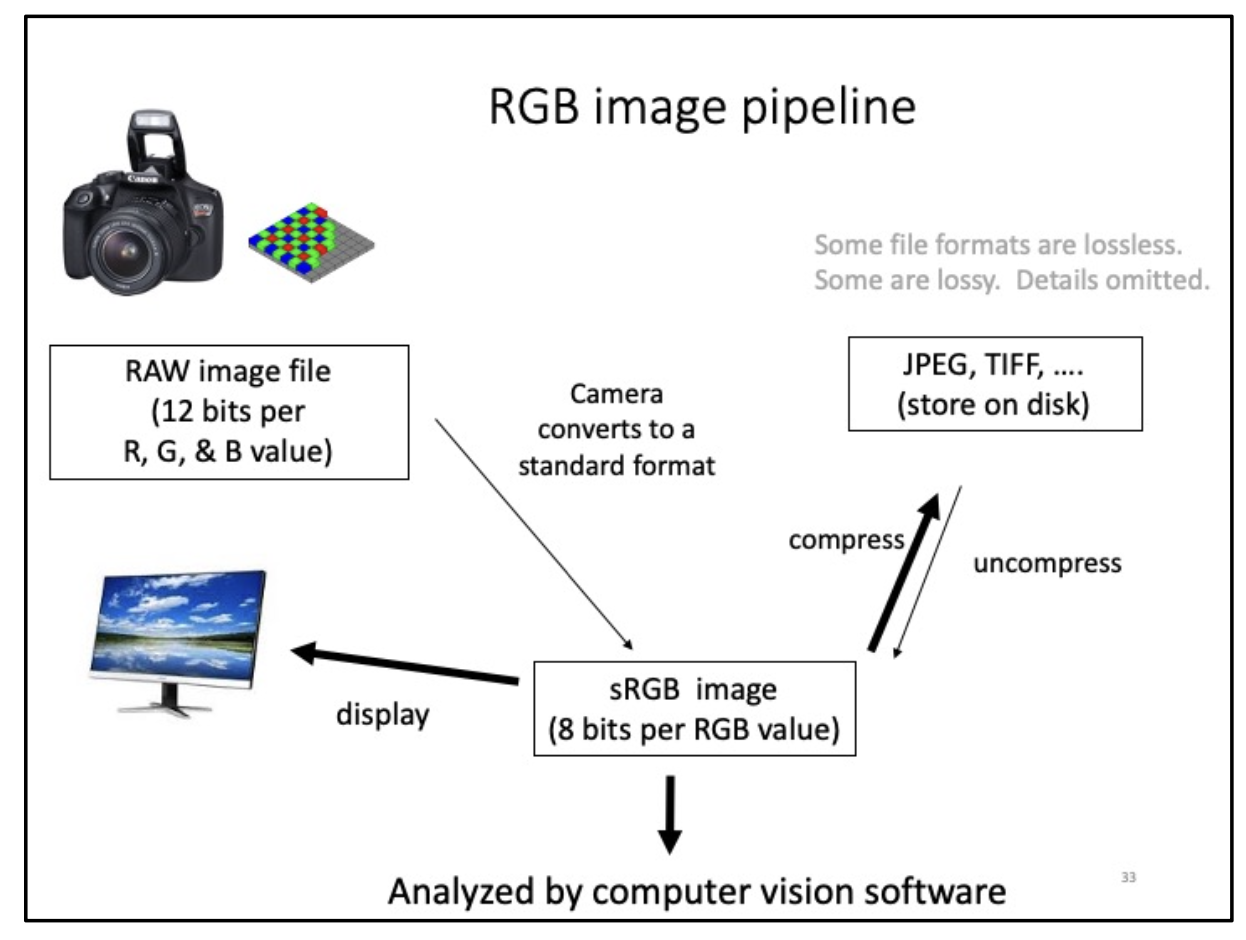 RGB image pipeline
Canon
Some file formats are lossless.
Some are lossy.  Details omitted.
RAW image file
(12 bits per
R, G, & B value)
Camera
converts to a
standard format
JPEG, TIFF, ....
(store on disk)
compress
uncompress
display
sRGB  image
(8 bits per RGB value)
Analyzed by computer vision software
33